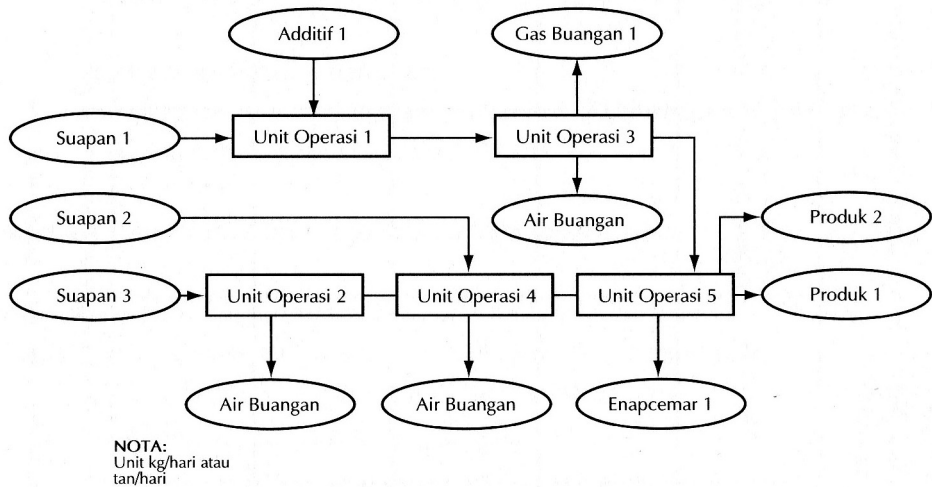 Additif 1
Gas Buangan 1
Suapan 1
Unit Operasi 1
Unit Operasi 3
Suapan 2
Air Buangan
Produk 2
Suapan 3
Unit Operasi 2
Unit Operasi 4
Unit Operasi 5
Produk 1
Air Buangan
Air Buangan
Enapcemar 1
NOTA:
Unit kg/hari atau
tan/hari